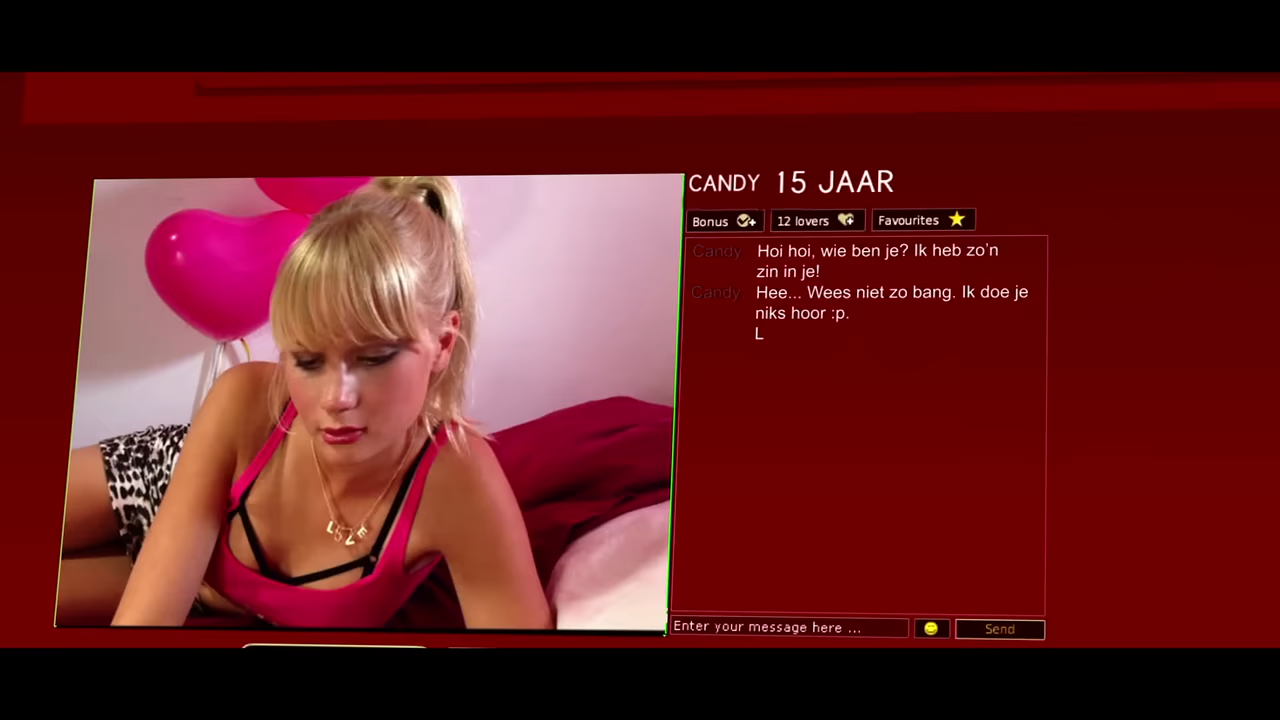 CANDY 15 JAAR
Bonus 12 lovers Favourites
Candy Hoi hoi, wie ben je? Ik heb zo'n
zin in je!
Candy Hee... Wees niet zo bang. Ik doe je
niks hoor :p.
L
Enter your message here ... Send
LOVE